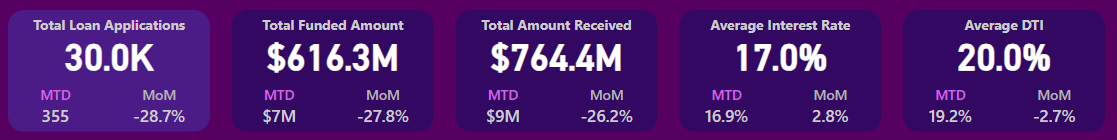 Total Loan Applications
30.0K
MTD MoM
355 -28.7%
Total Funded Amount
$616.3M
MTD MoM
$7M -27.8%
Total Amount Received
$764.4M
MTD MoM
$9M -26.2%
Average Interest Rate
17.0%
MTD MoM
16.9% 2.8%
Average DTI
20.0%
MTD MoM
19.2% -2.7%